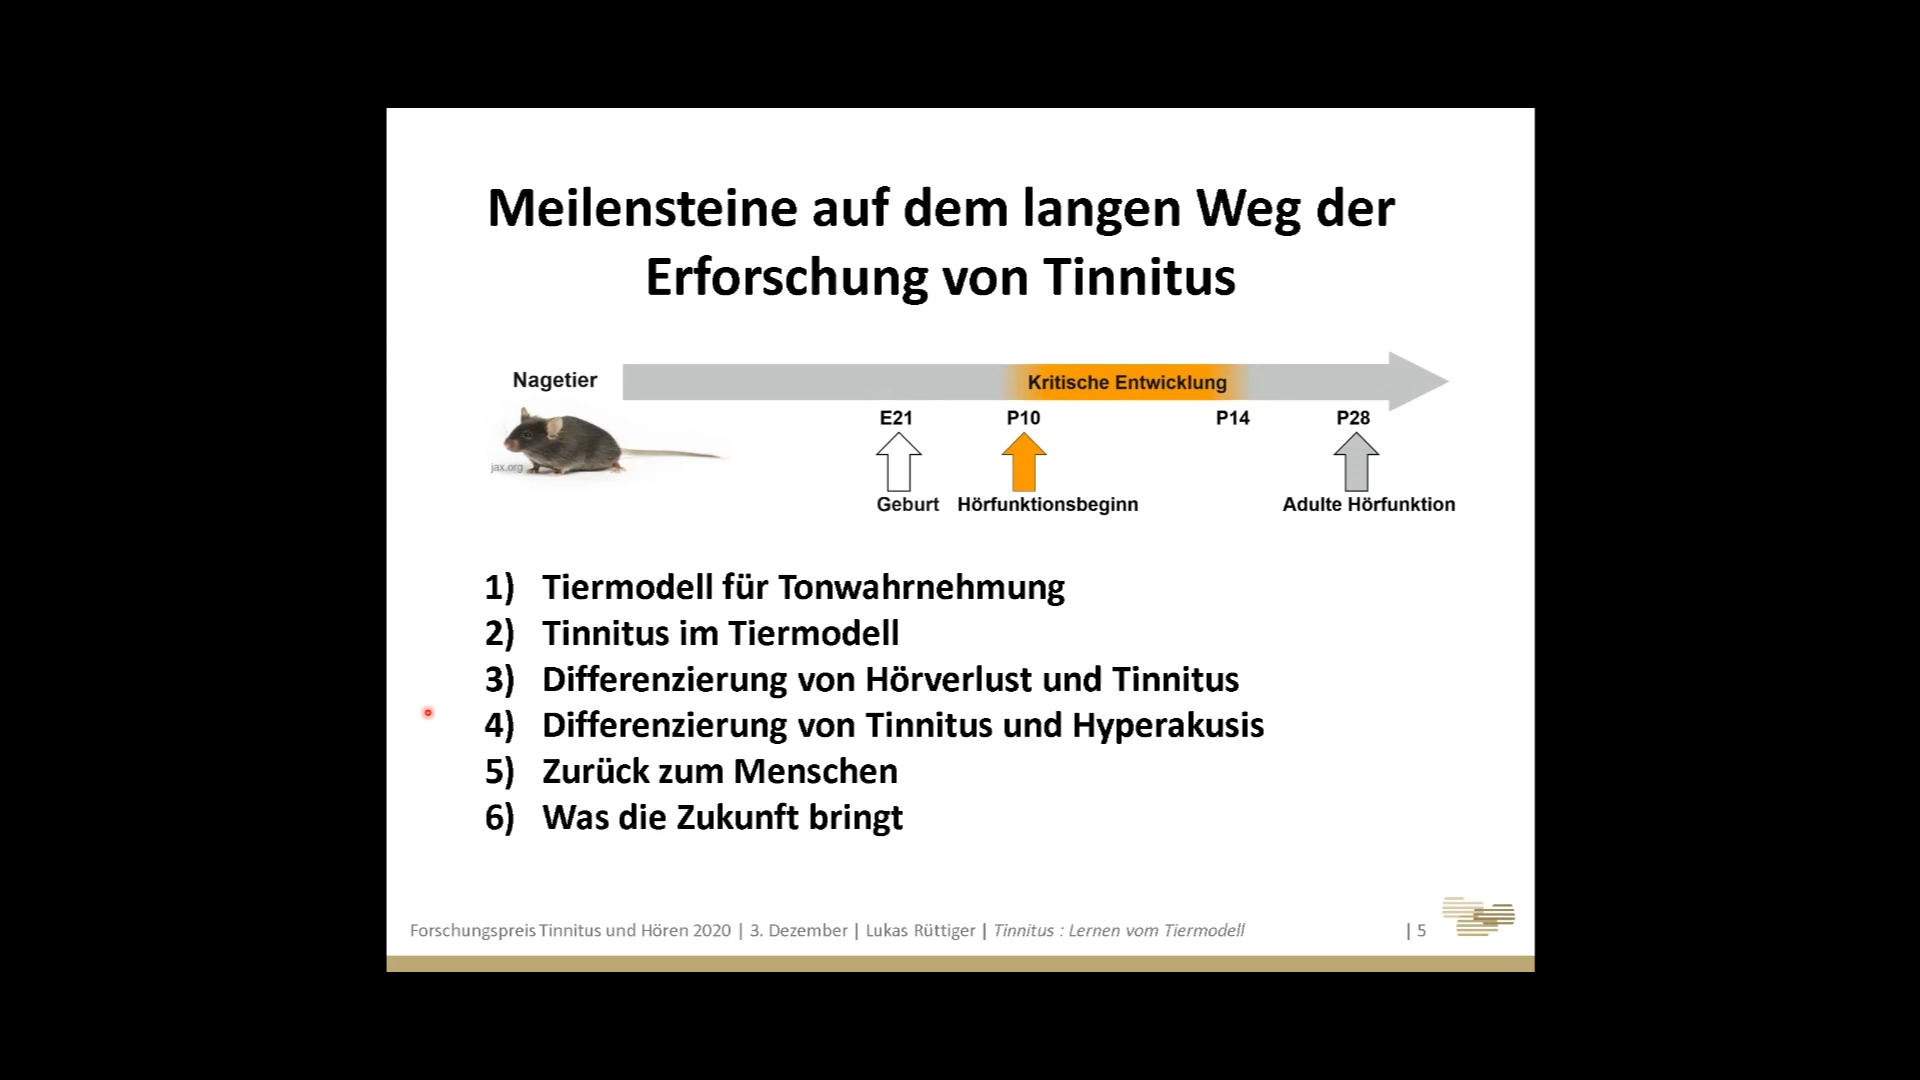 Meilensteine auf dem langen Weg der
Erforschung von Tinnitus
Nagetier
Kritische Entwicklung
E21 P10 P14 P28
jax.org
Geburt Hörfunktionsbeginn Adulte Hörfunktion
1) Tiermodell für Tonwahrnehmung
2) Tinnitus im Tiermodell
3) Differenzierung von Hörverlust und Tinnitus
4) Differenzierung von Tinnitus und Hyperakusis
5) Zurück zum Menschen
6) Was die Zukunft bringt
Forschungspreis Tinnitus und Hören 2020 | 3. Dezember | Lukas Rüttiger | Tinnitus : Lernen vom Tiermodell | 5